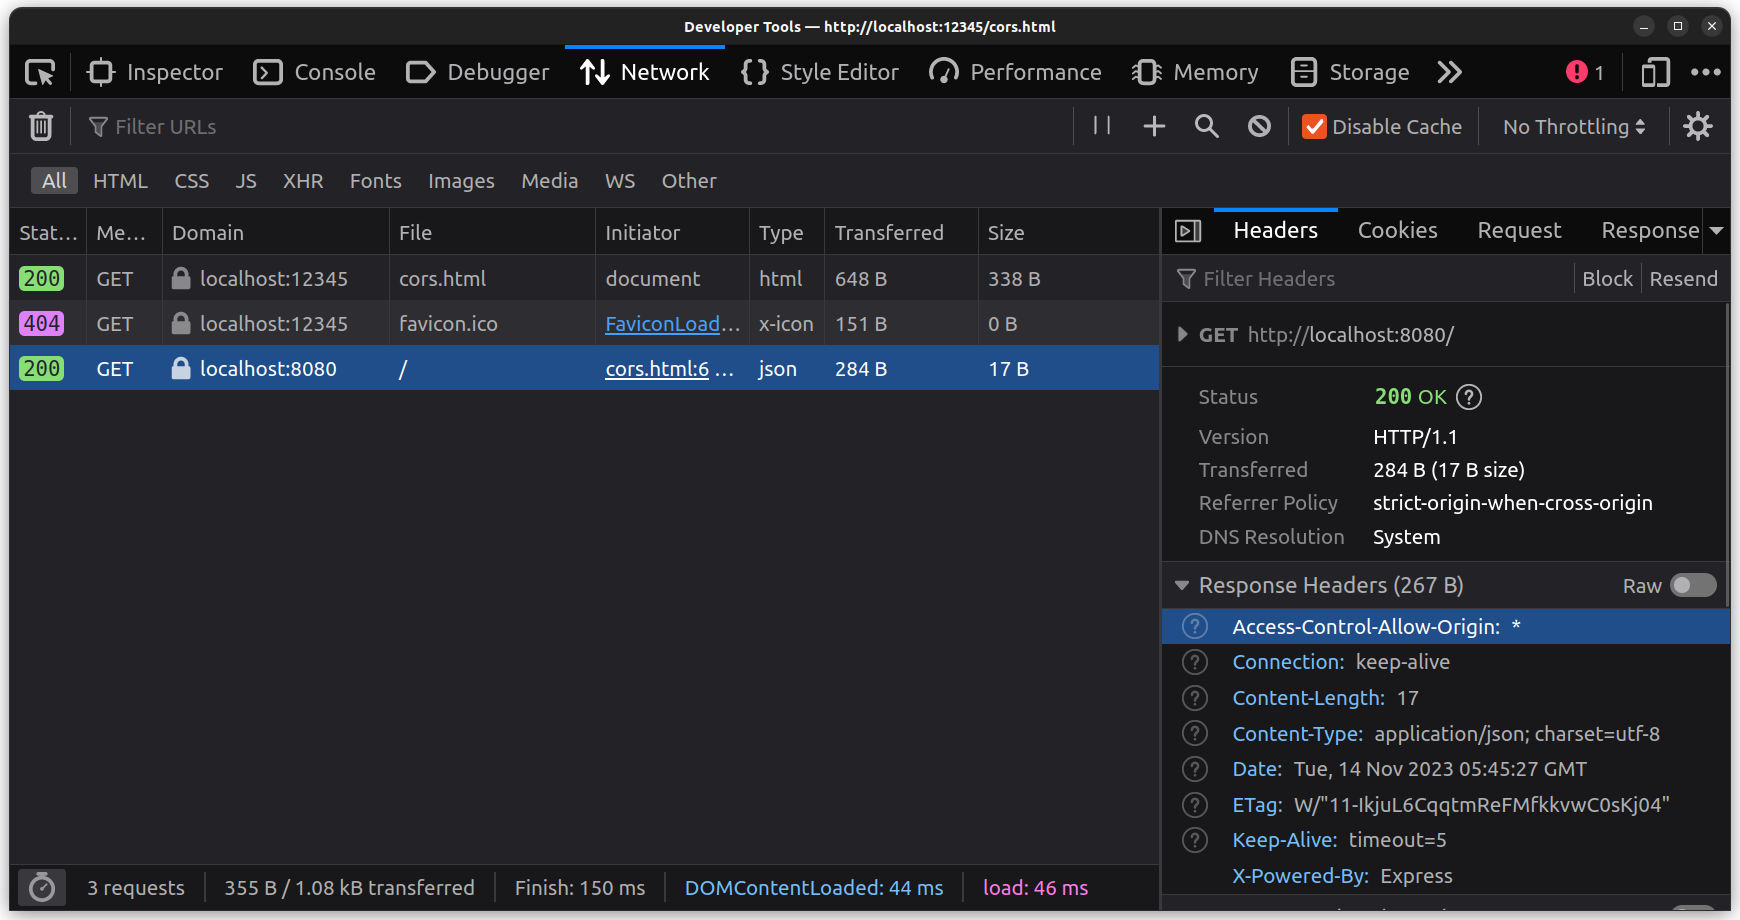 Developer Tools — http://localhost:12345/cors.html
Inspector Console Debugger Network Style Editor Performance Memory Storage 1
Filter URLs Disable Cache No Throttling
All HTML CSS JS XHR Fonts Images Media WS Other
Stat… Me… Domain File Initiator Type Transferred Size
200 GET localhost:12345 cors.html document html 648 B 338 B
404 GET localhost:12345 favicon.ico FaviconLoad… x-icon 151 B 0 B
200 GET localhost:8080 / cors.html:6 … json 284 B 17 B
3 requests 355 B / 1.08 kB transferred Finish: 150 ms DOMContentLoaded: 44 ms load: 46 ms
Headers Cookies Request Response
Filter Headers Block Resend
GET http://localhost:8080/
Status 200 OK
Version HTTP/1.1
Transferred 284 B (17 B size)
Referrer Policy strict-origin-when-cross-origin
DNS Resolution System
Response Headers (267 B) Raw
Access-Control-Allow-Origin: *
Connection: keep-alive
Content-Length: 17
Content-Type: application/json; charset=utf-8
Date: Tue, 14 Nov 2023 05:45:27 GMT
ETag: W/"11-IkjuL6CqqtmReFMfkkvwC0sKj04"
Keep-Alive: timeout=5
X-Powered-By: Express